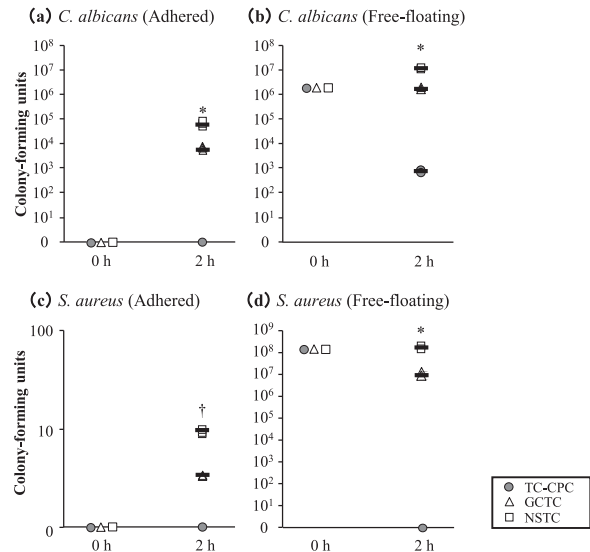 (a) C. albicans (Adhered)
(b) C. albicans (Free-floating)
Colony-forming units
10⁸
10⁷
10⁶
10⁵
10⁴
10³
10²
10¹
0
*
0 h
2 h
10⁸
10⁷
10⁶
10⁵
10⁴
10³
10²
10¹
0
*
0 h
2 h
(c) S. aureus (Adhered)
(d) S. aureus (Free-floating)
Colony-forming units
100
10
0
†
0 h
2 h
10⁹
10⁸
10⁷
10⁶
10⁵
10⁴
10³
10²
10¹
0
*
0 h
2 h
TC-CPC
GCTC
NSTC